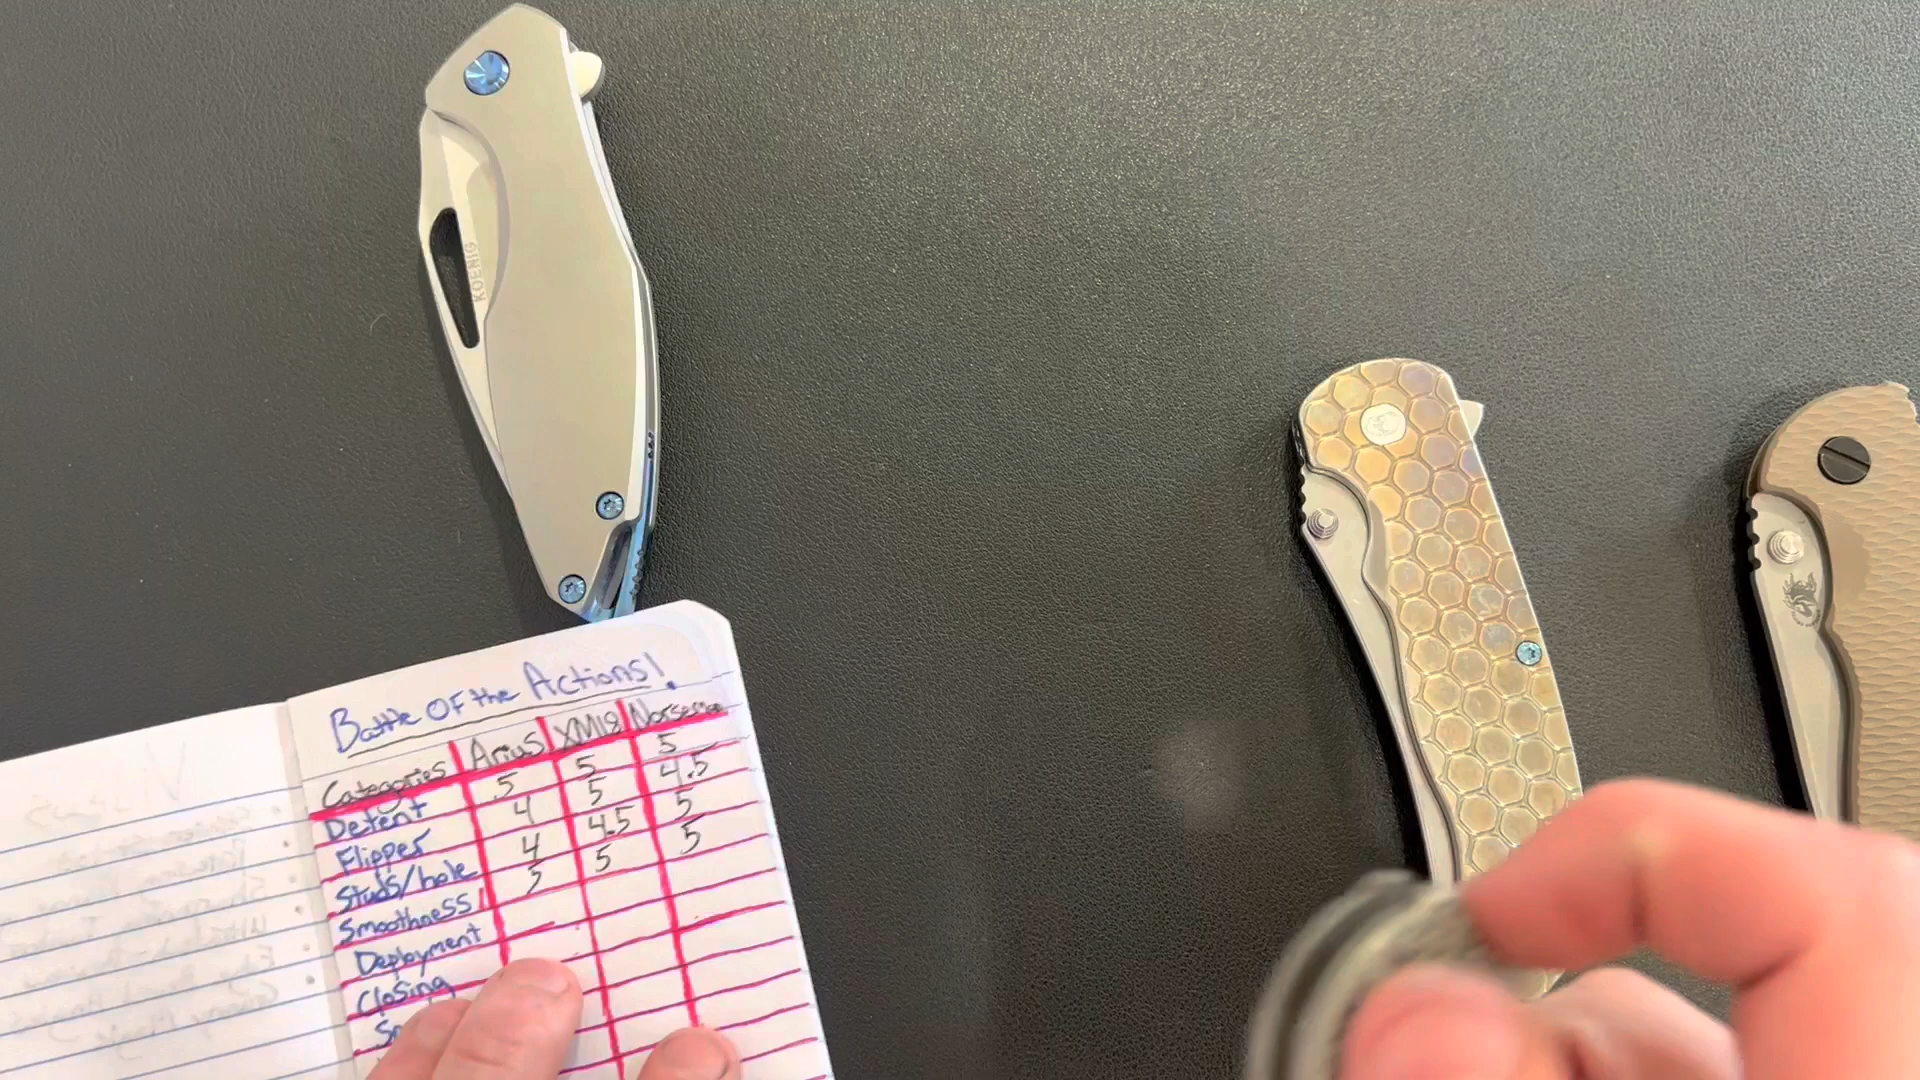 KOENIG
Battle Of the Actions!
Categories Arius XM18 Norseman
Detent 5 5 5
Flipper 4 5 4.5
Studs/hole 4 4.5 5
Smoothness 5 5 5
Deployment
Closing